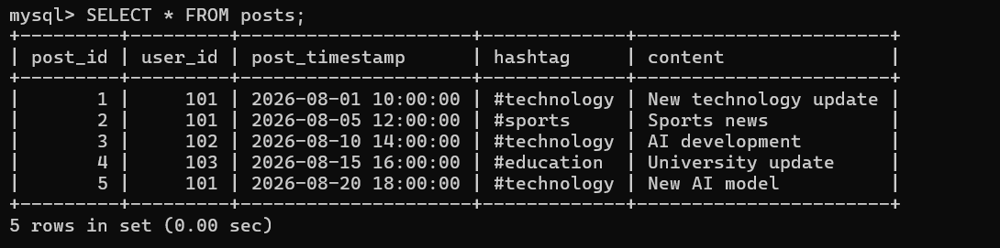 mysql> SELECT * FROM posts;
+---------+---------+---------------------+-------------+-----------------------+
| post_id | user_id | post_timestamp      | hashtag     | content               |
+---------+---------+---------------------+-------------+-----------------------+
|       1 |     101 | 2026-08-01 10:00:00 | #technology | New technology update |
|       2 |     101 | 2026-08-05 12:00:00 | #sports     | Sports news           |
|       3 |     102 | 2026-08-10 14:00:00 | #technology | AI development        |
|       4 |     103 | 2026-08-15 16:00:00 | #education  | University update     |
|       5 |     101 | 2026-08-20 18:00:00 | #technology | New AI model          |
+---------+---------+---------------------+-------------+-----------------------+
5 rows in set (0.00 sec)